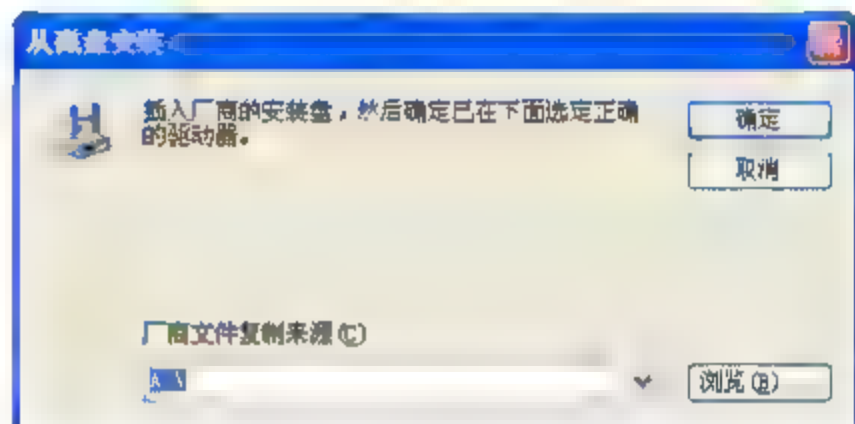 从磁盘安装
插入厂商的安装盘，然后确定已在下面选定正确
的驱动器。
确定
取消
厂商文件复制来源(C)
A:\
浏览(B)